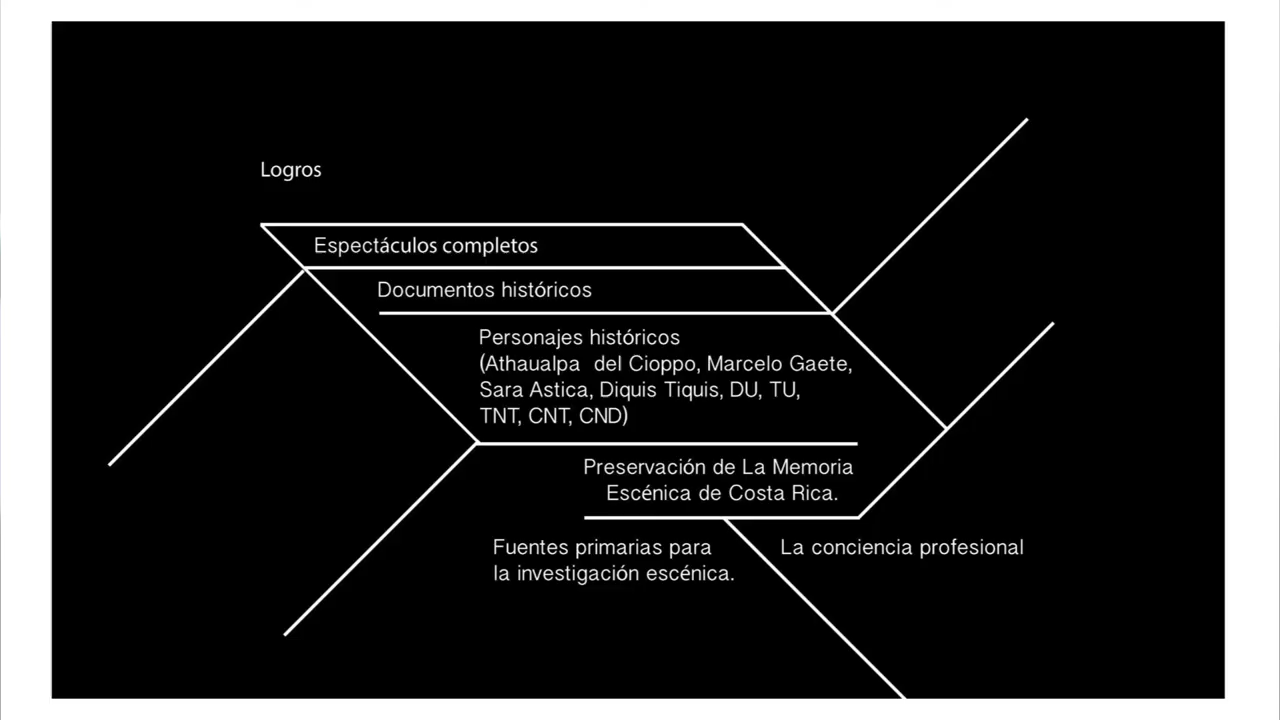 Logros
Espectáculos completos
Documentos históricos
Personajes históricos
(Athaualpa del Cioppo, Marcelo Gaete,
Sara Astica, Diquis Tiquis, DU, TU,
TNT, CNT, CND)
Preservación de La Memoria
Escénica de Costa Rica.
Fuentes primarias para
la investigación escénica.
La conciencia profesional